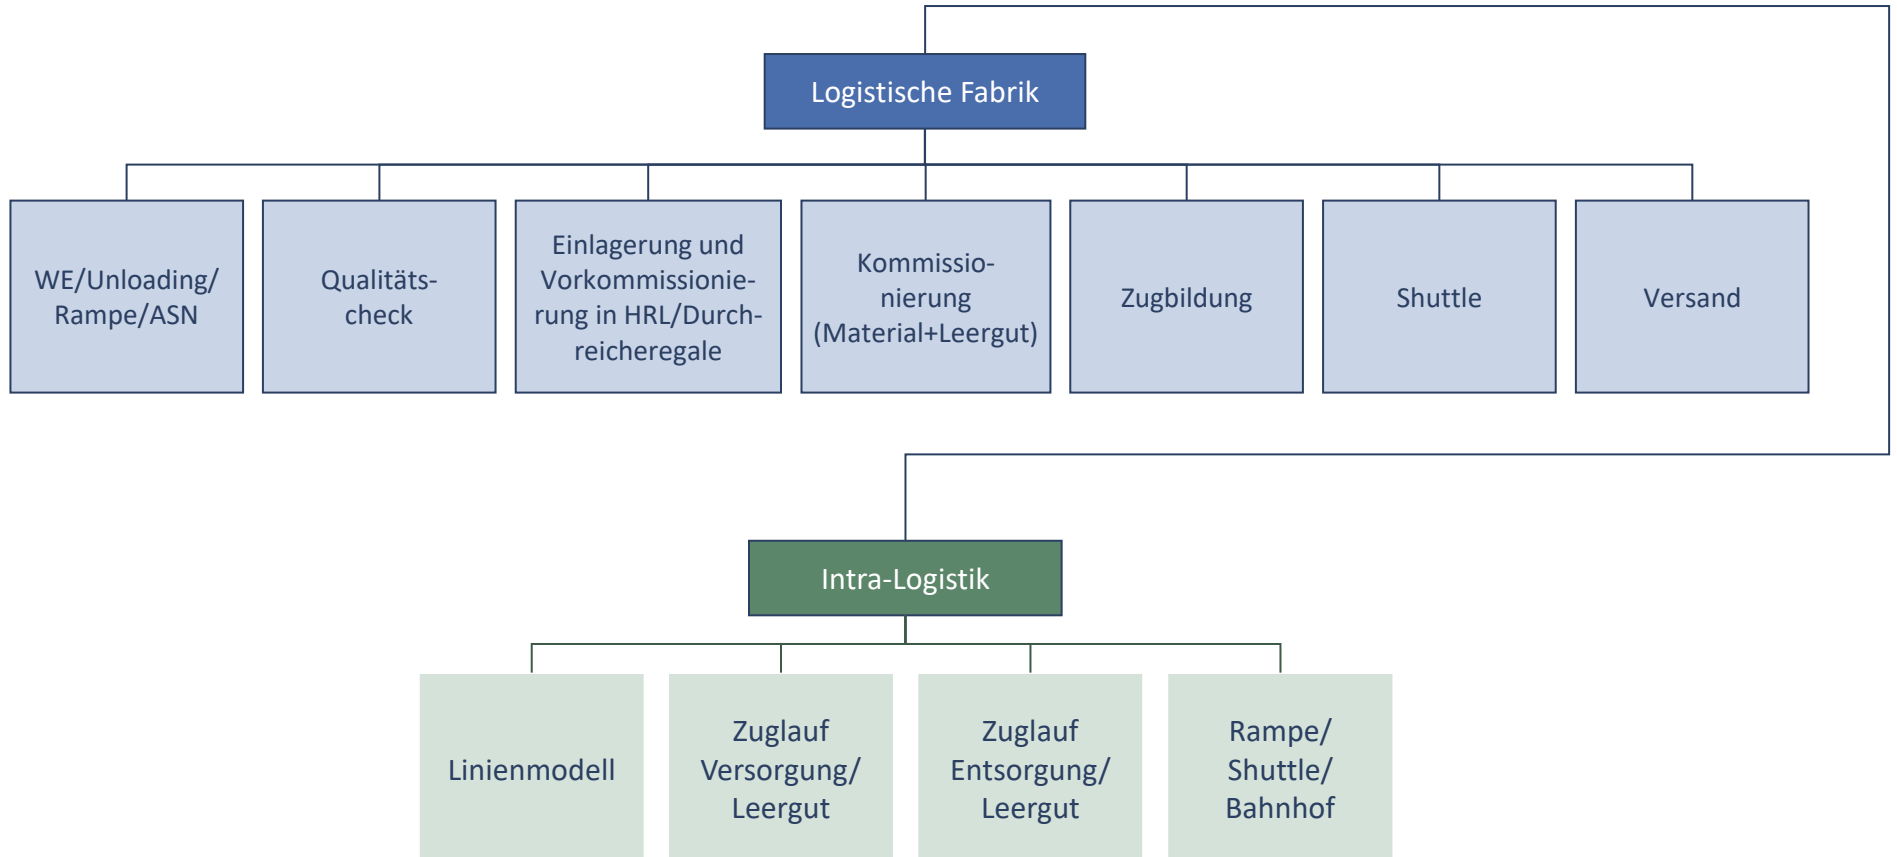 Logistische Fabrik
WE/Unloading/
Rampe/ASN
Qualitäts-
check
Einlagerung und
Vorkommissionie-
rung in HRL/Durch-
reicheregale
Kommissio-
nierung
(Material+Leergut)
Zugbildung
Shuttle
Versand
Intra-Logistik
Linienmodell
Zuglauf
Versorgung/
Leergut
Zuglauf
Entsorgung/
Leergut
Rampe/
Shuttle/
Bahnhof